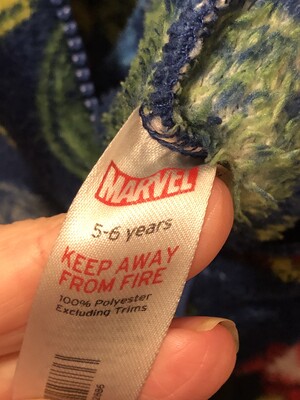 MARVEL
5-6 years
KEEP AWAY
FROM FIRE
100% Polyester
Excluding Trims